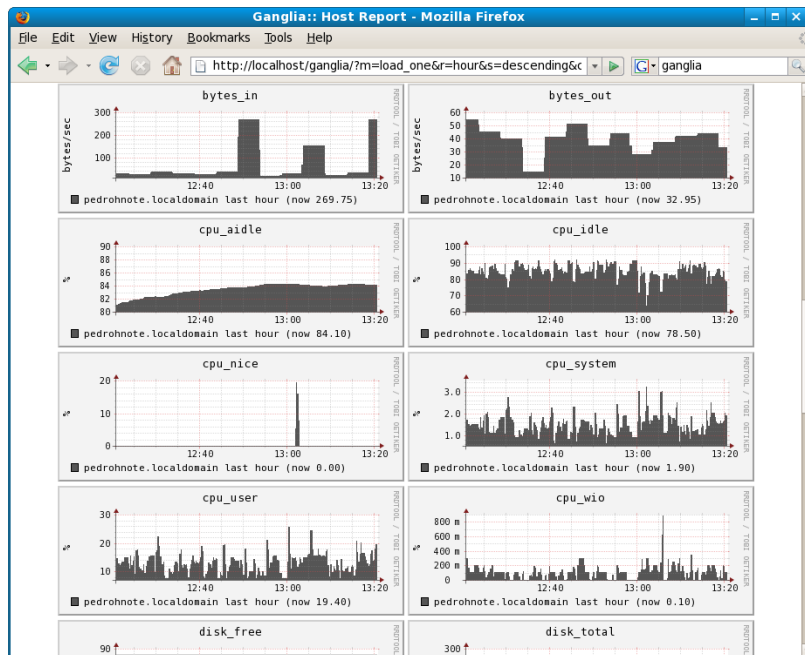 Ganglia:: Host Report - Mozilla Firefox
File Edit View History Bookmarks Tools Help
http://localhost/ganglia/?m=load_one&r=hour&s=descending&c
G ganglia
bytes_in
RRDTOOL / TOBI OETIKER
bytes/sec
300
200
100
12:40 13:00 13:20
pedrohnote.localdomain last hour (now 269.75)
bytes_out
RRDTOOL / TOBI OETIKER
bytes/sec
60
50
40
30
20
10
12:40 13:00 13:20
pedrohnote.localdomain last hour (now 32.95)
cpu_aidle
RRDTOOL / TOBI OETIKER
%
90
88
86
84
82
80
12:40 13:00 13:20
pedrohnote.localdomain last hour (now 84.10)
cpu_idle
RRDTOOL / TOBI OETIKER
%
100
90
80
70
60
12:40 13:00 13:20
pedrohnote.localdomain last hour (now 78.50)
cpu_nice
RRDTOOL / TOBI OETIKER
%
20
10
0
12:40 13:00 13:20
pedrohnote.localdomain last hour (now 0.00)
cpu_system
RRDTOOL / TOBI OETIKER
%
3.0
2.0
1.0
12:40 13:00 13:20
pedrohnote.localdomain last hour (now 1.90)
cpu_user
RRDTOOL / TOBI OETIKER
%
30
20
10
12:40 13:00 13:20
pedrohnote.localdomain last hour (now 19.40)
cpu_wio
RRDTOOL / TOBI OETIKER
%
800 m
600 m
400 m
200 m
0
12:40 13:00 13:20
pedrohnote.localdomain last hour (now 0.10)
disk_free
RRDTOOL
90
disk_total
RRDTOOL
300